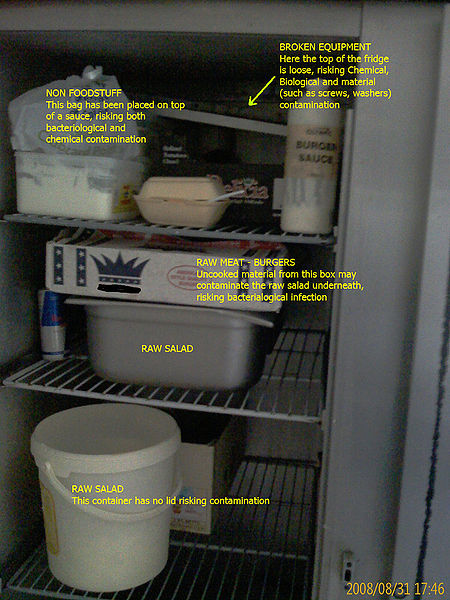 BROKEN EQUIPMENT
Here the top of the fridge
is loose, risking Chemical,
Biological and material
(such as screws, washers)
contamination
NON FOODSTUFF
This bag has been placed on top
of a sauce, risking both
bacteriological and
chemical contamination
BURGER
SAUCE
RAW MEAT - BURGERS
Uncooked material from this box may
contaminate the raw salad underneath,
risking bacterialogical infection
RAW SALAD
RAW SALAD
This container has no lid risking contamination
2008/08/31 17:46